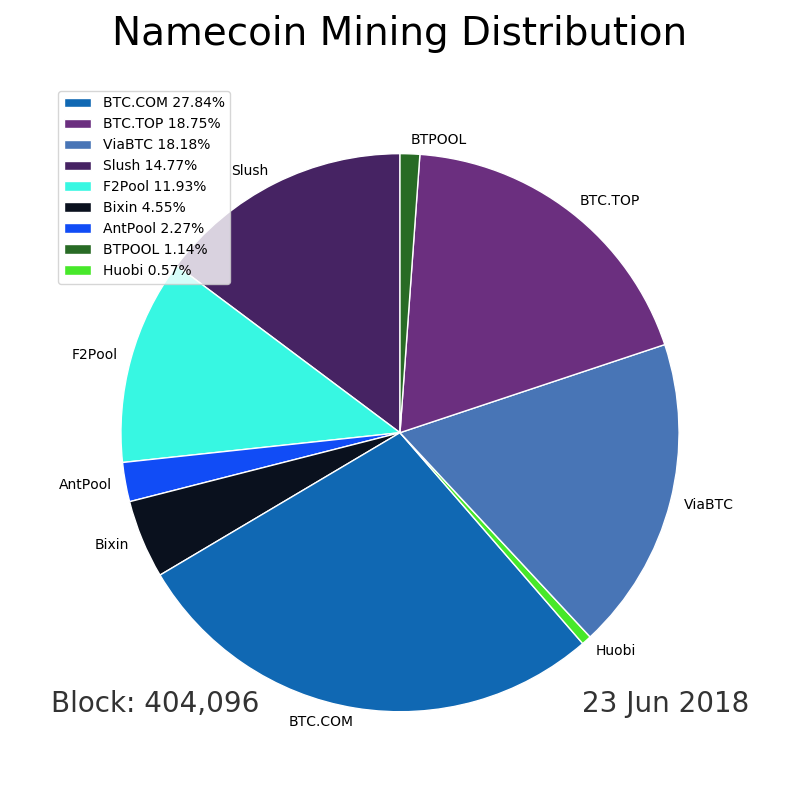 Namecoin Mining Distribution
BTC.COM 27.84%
BTC.TOP 18.75%
ViaBTC 18.18%
Slush 14.77%
F2Pool 11.93%
Bixin 4.55%
AntPool 2.27%
BTPOOL 1.14%
Huobi 0.57%
BTPOOL
Slush
BTC.TOP
F2Pool
AntPool
ViaBTC
Bixin
Huobi
BTC.COM
Block: 404,096
23 Jun 2018